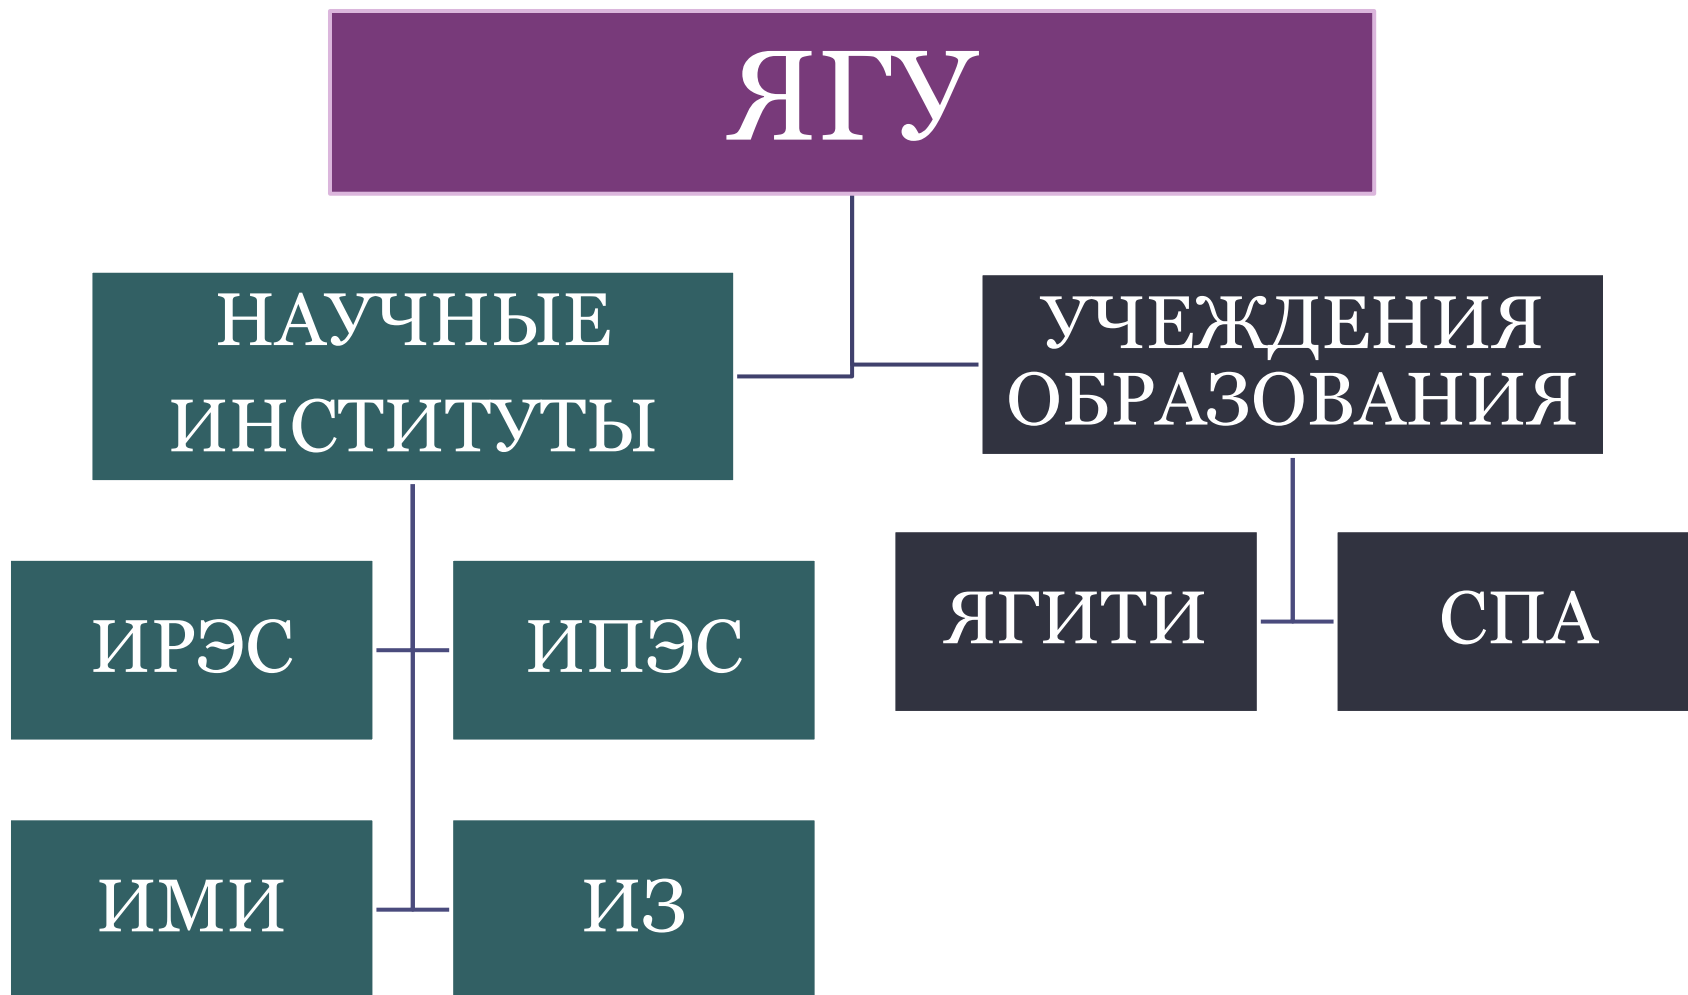 ЯГУ
НАУЧНЫЕ
ИНСТИТУТЫ
УЧЕЖДЕНИЯ
ОБРАЗОВАНИЯ
ИРЭС
ИПЭС
ЯГИТИ
СПА
ИМИ
ИЗ